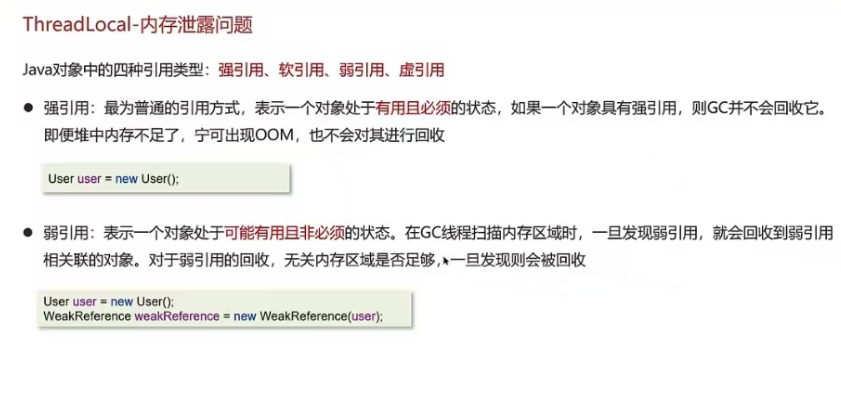 ThreadLocal-内存泄露问题
Java对象中的四种引用类型：强引用、软引用、弱引用、虚引用
● 强引用：最为普通的引用方式，表示一个对象处于有用且必须的状态，如果一个对象具有强引用，则GC并不会回收它。
即便堆中内存不足了，宁可出现OOM，也不会对其进行回收
User user = new User();
● 弱引用：表示一个对象处于可能有用且非必须的状态。在GC线程扫描内存区域时，一旦发现弱引用，就会回收到弱引用
相关联的对象。对于弱引用的回收，无关内存区域是否足够，一旦发现则会被回收
User user = new User();
WeakReference weakReference = new WeakReference(user);